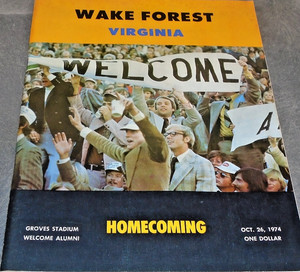 WAKE FOREST
VIRGINIA
WELCOME
A
GROVES STADIUM
WELCOME ALUMNI
HOMECOMING
OCT. 26, 1974
ONE DOLLAR